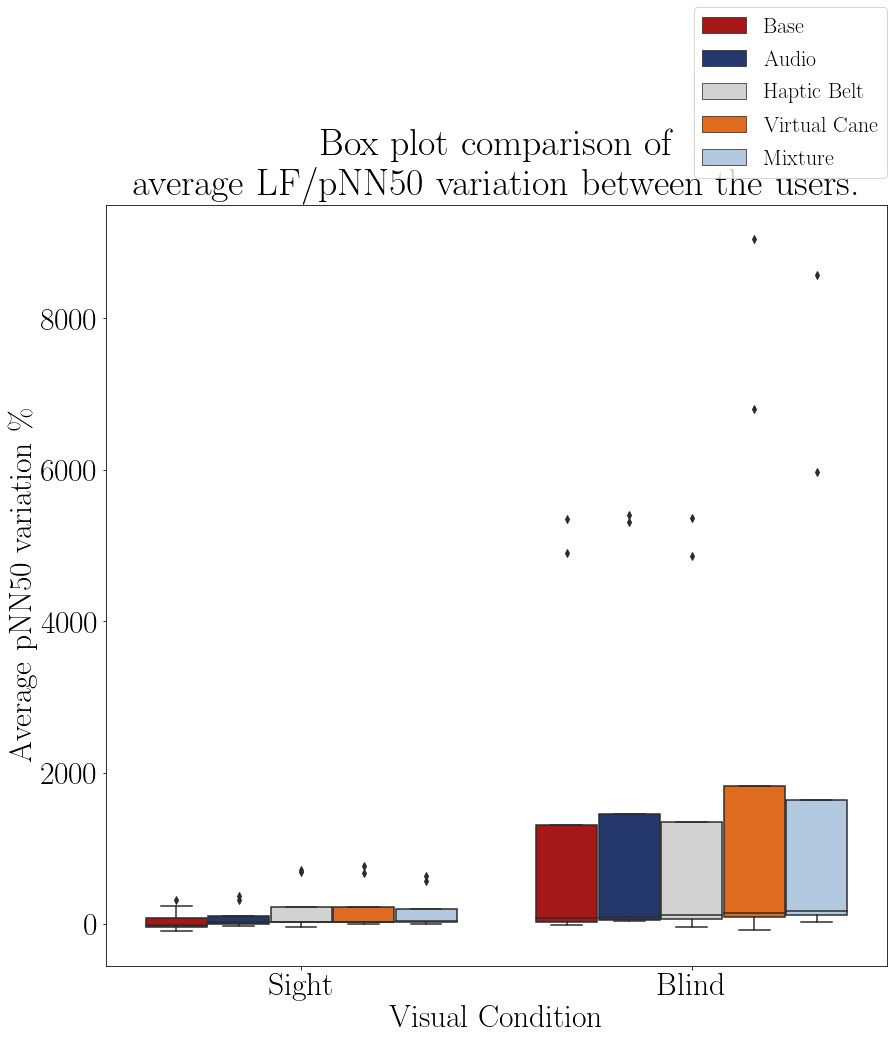 Base
Audio
Haptic Belt
Virtual Cane
Mixture
Box plot comparison of
average LF/pNN50 variation between the users.
Average pNN50 variation %
8000
6000
4000
2000
0
Sight
Blind
Visual Condition